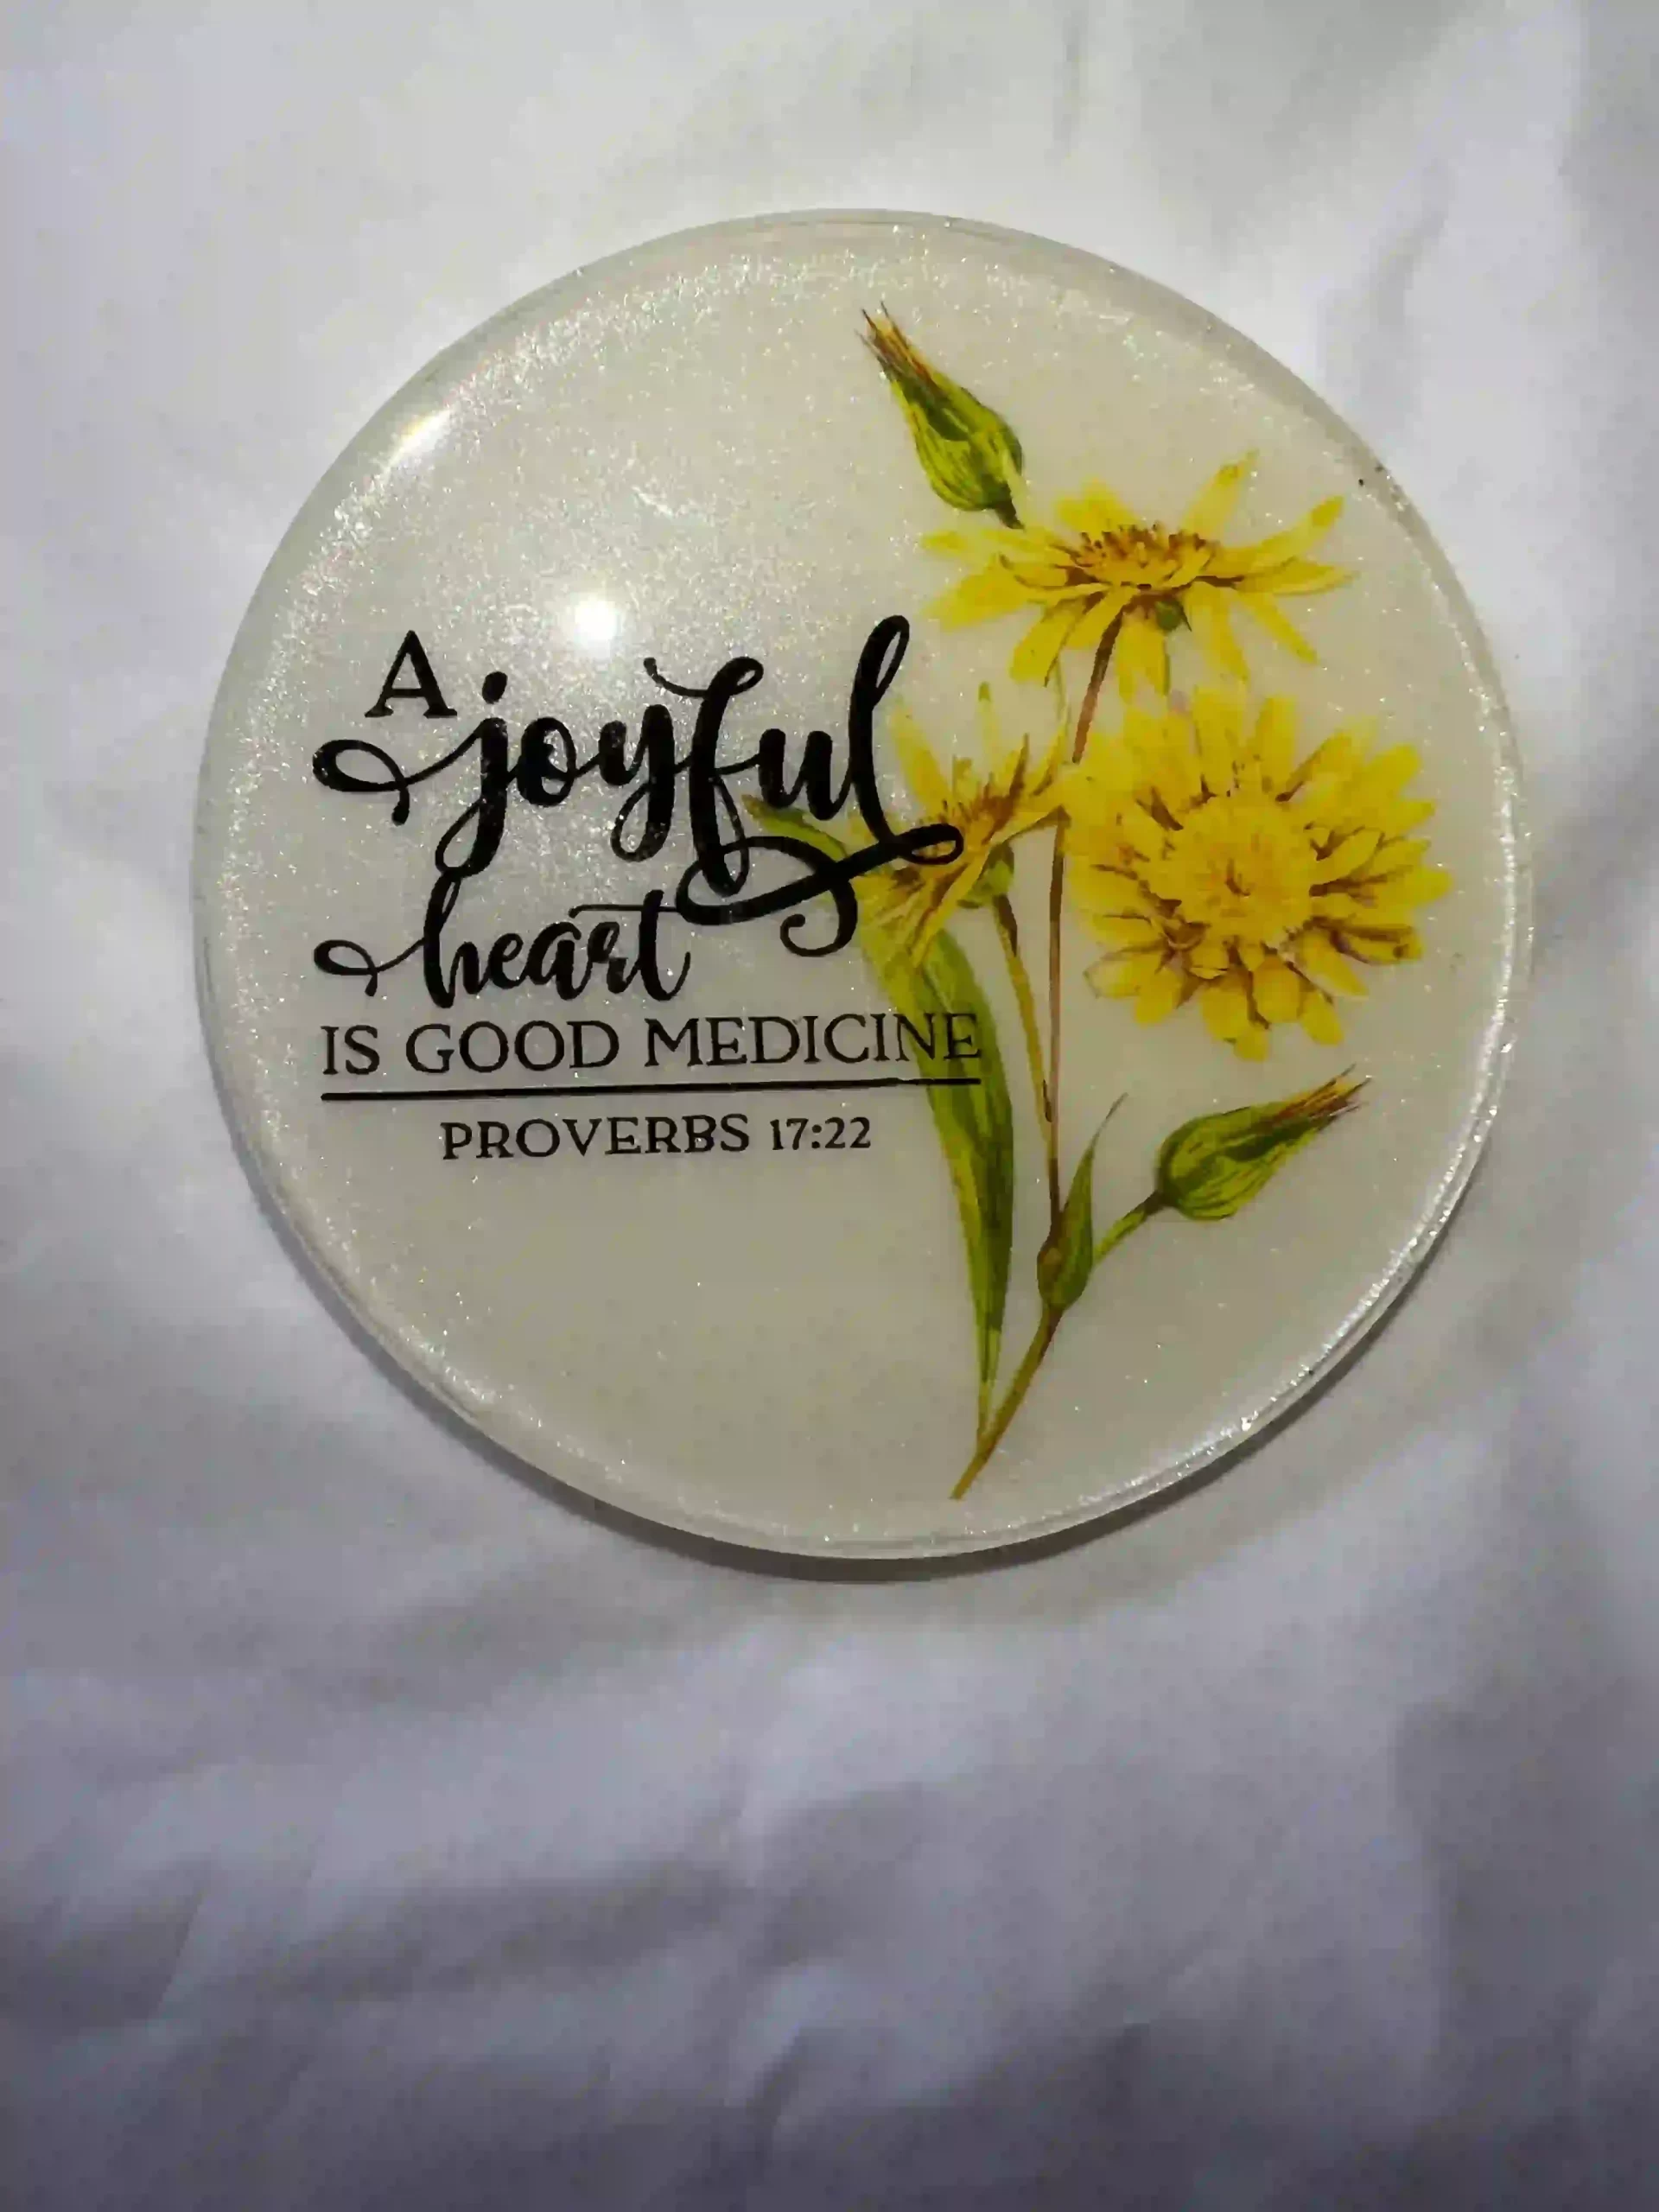 A
joyful
heart
IS GOOD MEDICINE
PROVERBS 17:22